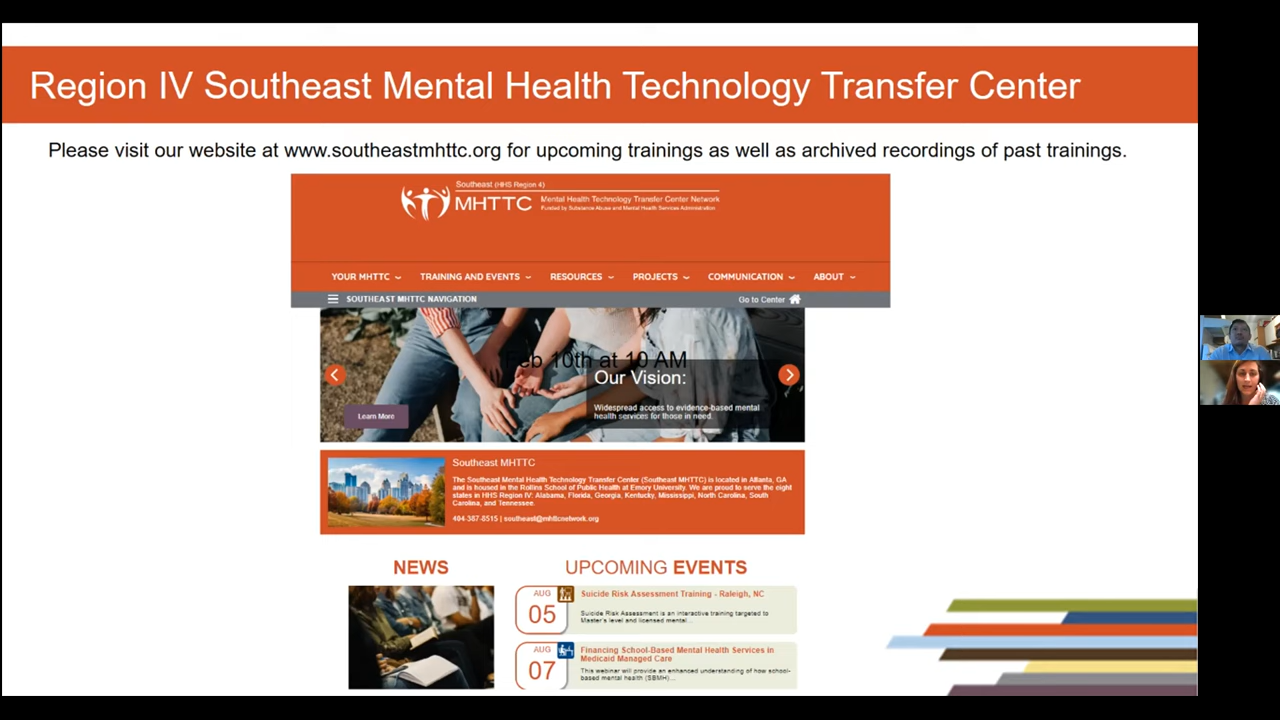 Region IV Southeast Mental Health Technology Transfer Center
Please visit our website at www.southeastmhttc.org for upcoming trainings as well as archived recordings of past trainings.
Southeast (HHS Region 4)
MHTTC
Mental Health Technology Transfer Center Network
Funded by Substance Abuse and Mental Health Services Administration
YOUR MHTTC TRAINING AND EVENTS RESOURCES PROJECTS COMMUNICATION ABOUT
SOUTHEAST MHTTC NAVIGATION Go to Center
Feb 10th at 10 AM
Our Vision:
Widespread access to evidence-based mental
health services for those in need.
Learn More
Southeast MHTTC
The Southeast Mental Health Technology Transfer Center (Southeast MHTTC) is located in Atlanta, GA
and is housed in the Rollins School of Public Health at Emory University. We are proud to serve the eight
states in HHS Region IV: Alabama, Florida, Georgia, Kentucky, Mississippi, North Carolina, South
Carolina, and Tennessee.
404-387-5515 | southeast@mhttcnetwork.org
NEWS
UPCOMING EVENTS
AUG
05
Suicide Risk Assessment Training - Raleigh, NC
Suicide Risk Assessment is an interactive training targeted to
Master's level and licensed mental...
AUG
07
Financing School-Based Mental Health Services in
Medicaid Managed Care
This webinar will provide an enhanced understanding of how school-
based mental health (SBMH)...